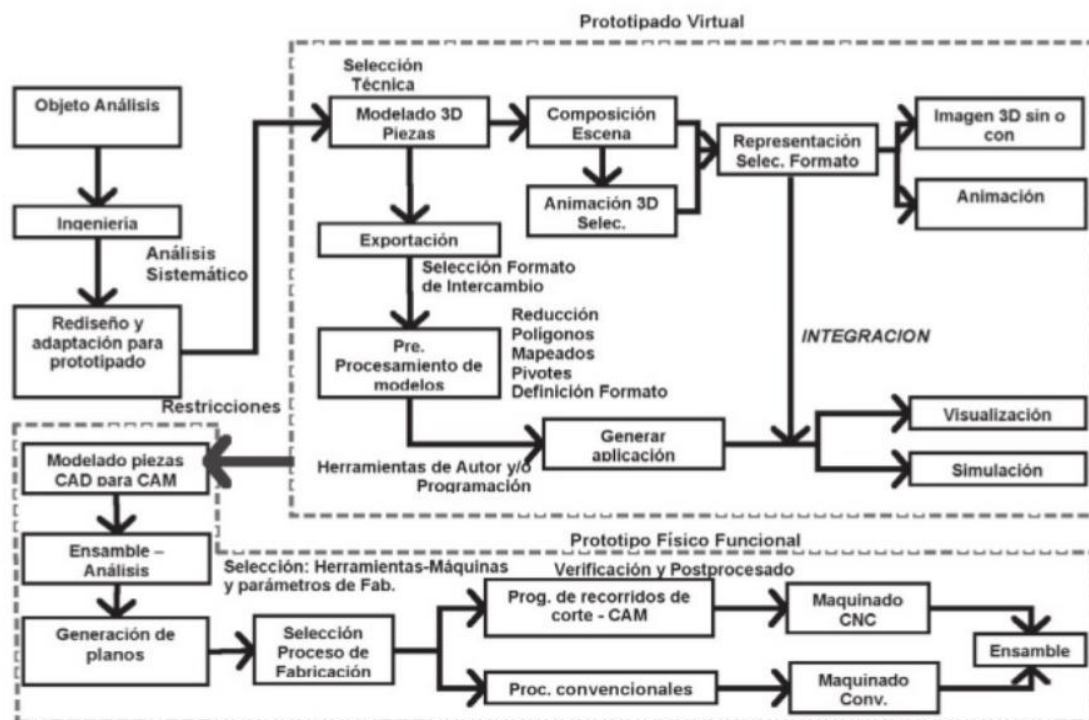 Prototipado Virtual
Objeto Análisis
Ingeniería
Análisis
Sistemático
Rediseño y
adaptación para
prototipado
Selección
Técnica
Modelado 3D
Piezas
Composición
Escena
Animación 3D
Selec.
Representación
Selec. Formato
Imagen 3D sin o
con
Animación
Exportación
Selección Formato
de Intercambio
Pre.
Procesamiento de
modelos
Reducción
Polígonos
Mapeados
Pivotes
Definición Formato
INTEGRACION
Generar
aplicación
Herramientas de Autor y/o
Programación
Visualización
Simulación
Restricciones
Modelado piezas
CAD para CAM
Prototipo Físico Funcional
Ensamble –
Análisis
Generación de
planos
Selección: Herramientas-Máquinas
y parámetros de Fab.
Selección
Proceso de
Fabricación
Verificación y Postprocesado
Prog. de recorridos de
corte - CAM
Maquinado
CNC
Proc. convencionales
Maquinado
Conv.
Ensamble